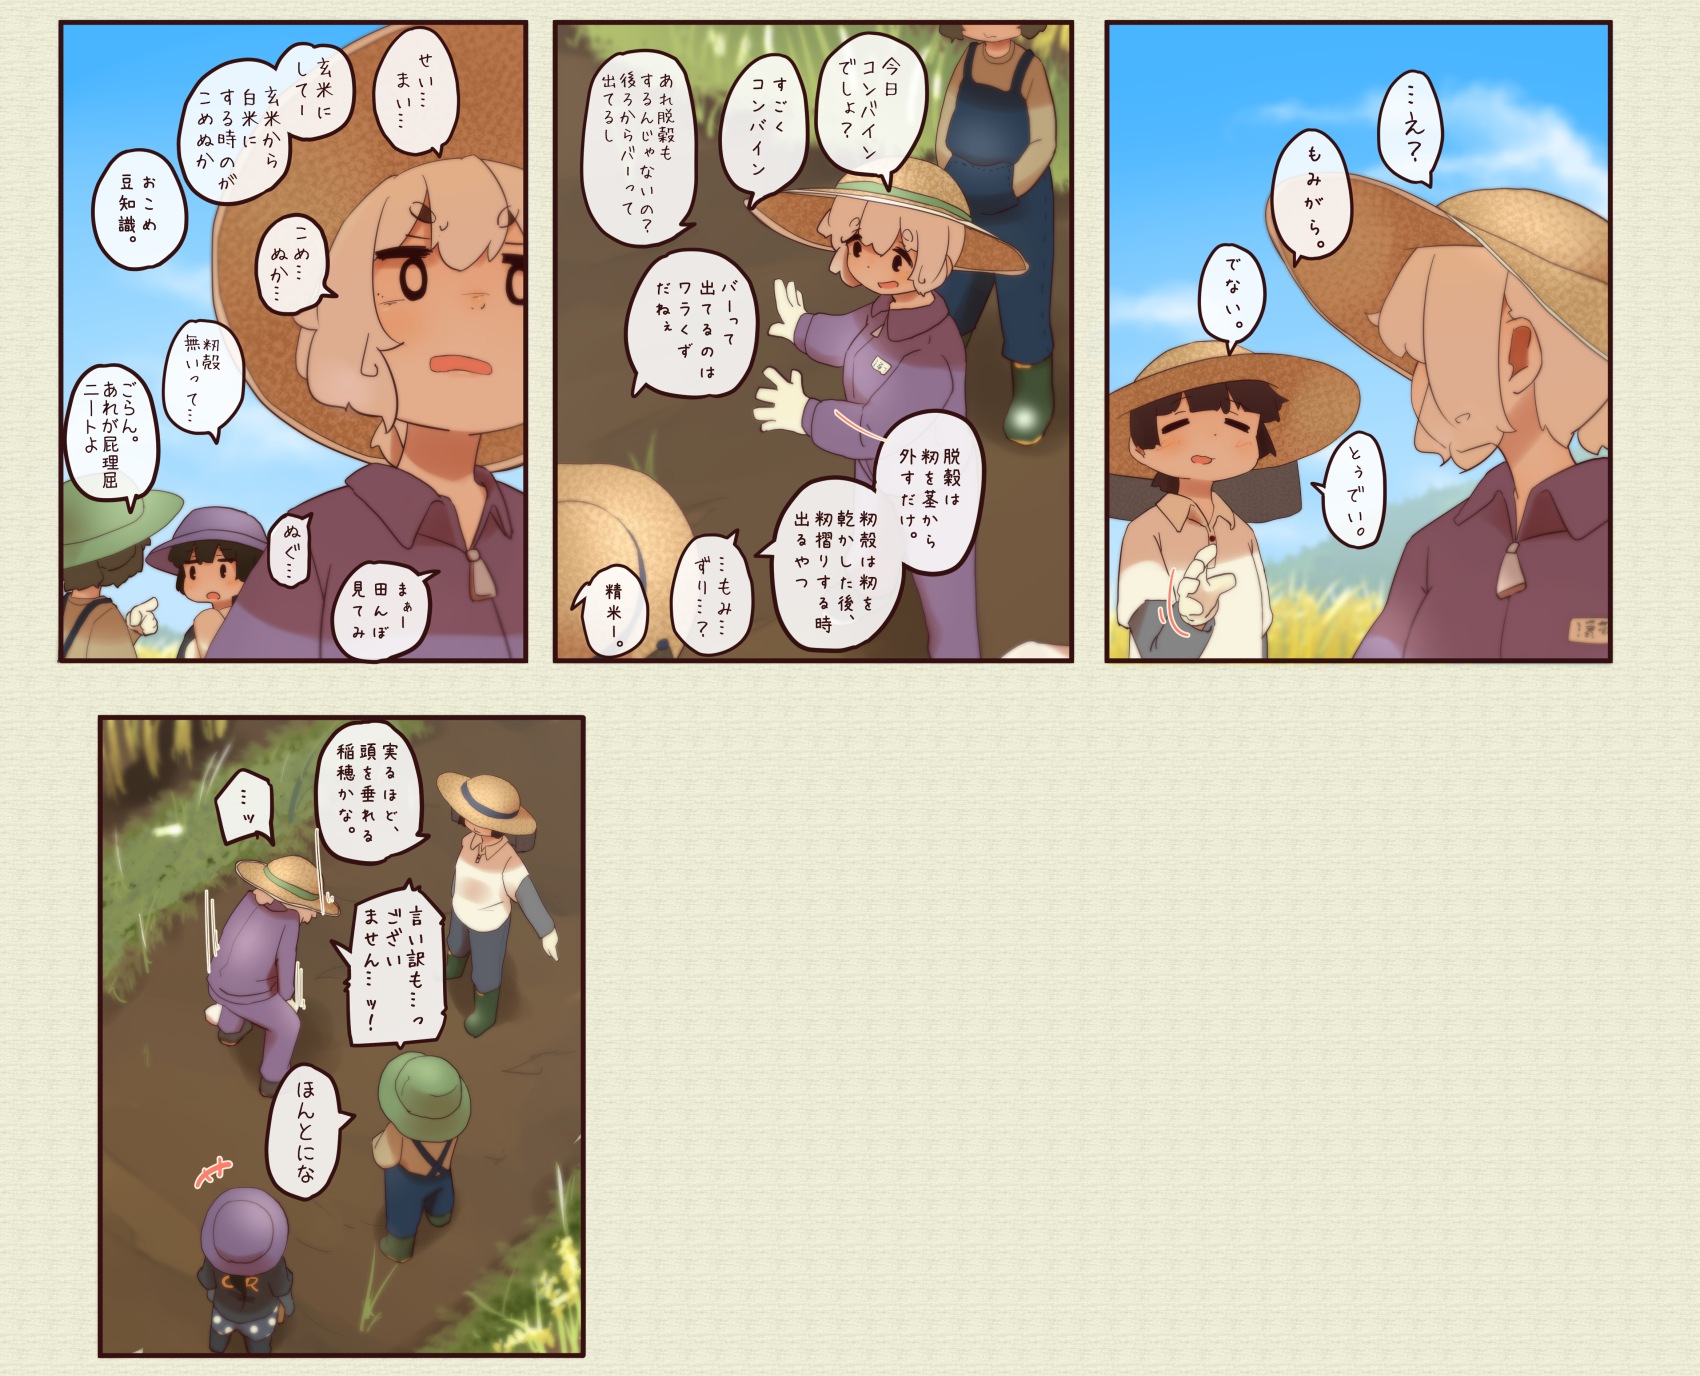 …え？
もみがら。
でない。
とうでい。
今日
コンバイン
でしょ？
すごく
コンバイン
あれ脱穀も
するんじゃないの？
後ろからバーって
出てるし
バーって
出てるのは
ワラくず
だねぇ
脱穀は
籾を茎から
外すだけ。
籾殻は籾を
乾かした後、
籾摺りする時
出るやつ
…もみ…
ずり…？
精米ー。
せい…
まい…
玄米に
してー
玄米から
白米に
する時のが
こめぬか
おこめ
豆知識。
こめ…
ぬか…
籾殻
無いって…
ごらん。
あれが屁理屈
ニートよ
ぬぐ…
まぁー
田んぼ
見てみ
実るほど、
頭を垂れる
稲穂かな。
…ッ
言い訳も…っ
ござい
ません…ッ！
ほんとにな
C R